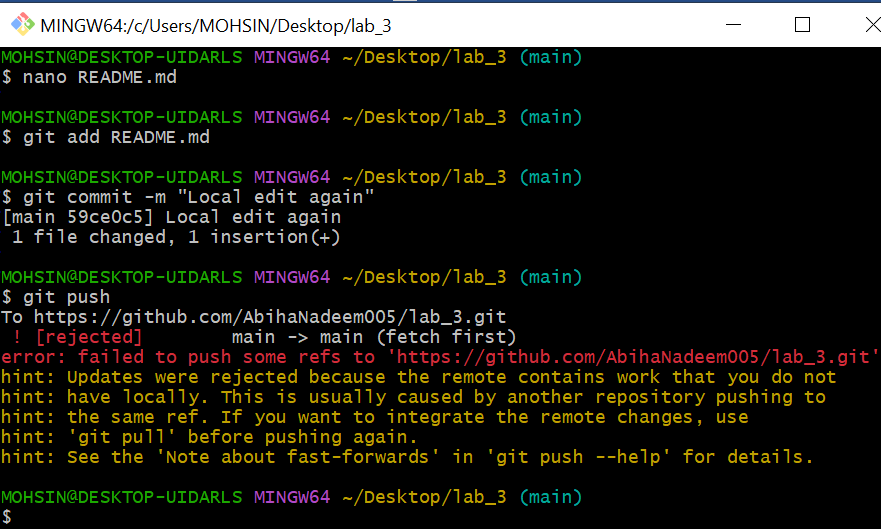 MINGW64:/c/Users/MOHSIN/Desktop/lab_3
MOHSIN@DESKTOP-UIDARLS MINGW64 ~/Desktop/lab_3 (main)
$ nano README.md
MOHSIN@DESKTOP-UIDARLS MINGW64 ~/Desktop/lab_3 (main)
$ git add README.md
MOHSIN@DESKTOP-UIDARLS MINGW64 ~/Desktop/lab_3 (main)
$ git commit -m "Local edit again"
[main 59ce0c5] Local edit again
 1 file changed, 1 insertion(+)
MOHSIN@DESKTOP-UIDARLS MINGW64 ~/Desktop/lab_3 (main)
$ git push
To https://github.com/AbihaNadeem005/lab_3.git
 ! [rejected]        main -> main (fetch first)
error: failed to push some refs to 'https://github.com/AbihaNadeem005/lab_3.git'
hint: Updates were rejected because the remote contains work that you do not
hint: have locally. This is usually caused by another repository pushing to
hint: the same ref. If you want to integrate the remote changes, use
hint: 'git pull' before pushing again.
hint: See the 'Note about fast-forwards' in 'git push --help' for details.
MOHSIN@DESKTOP-UIDARLS MINGW64 ~/Desktop/lab_3 (main)
$